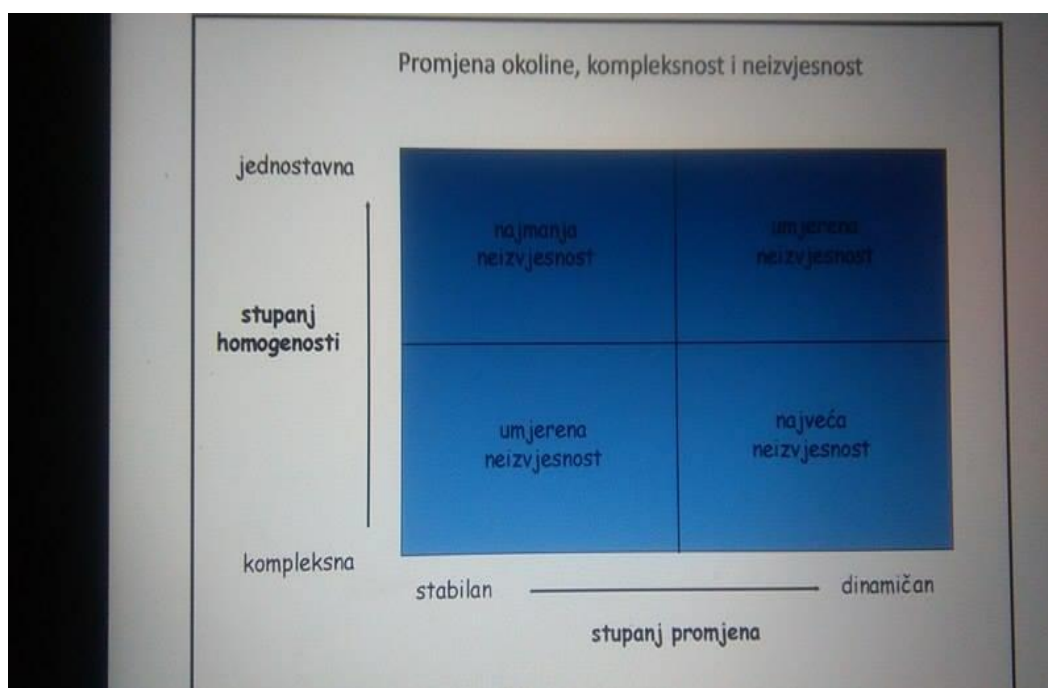 Promjena okoline, kompleksnost i neizvjesnost
jednostavna
najmanja
neizvjesnost
umjerena
neizvjesnost
stupanj
homogenosti
umjerena
neizvjesnost
najveća
neizvjesnost
kompleksna
stabilan
dinamičan
stupanj promjena